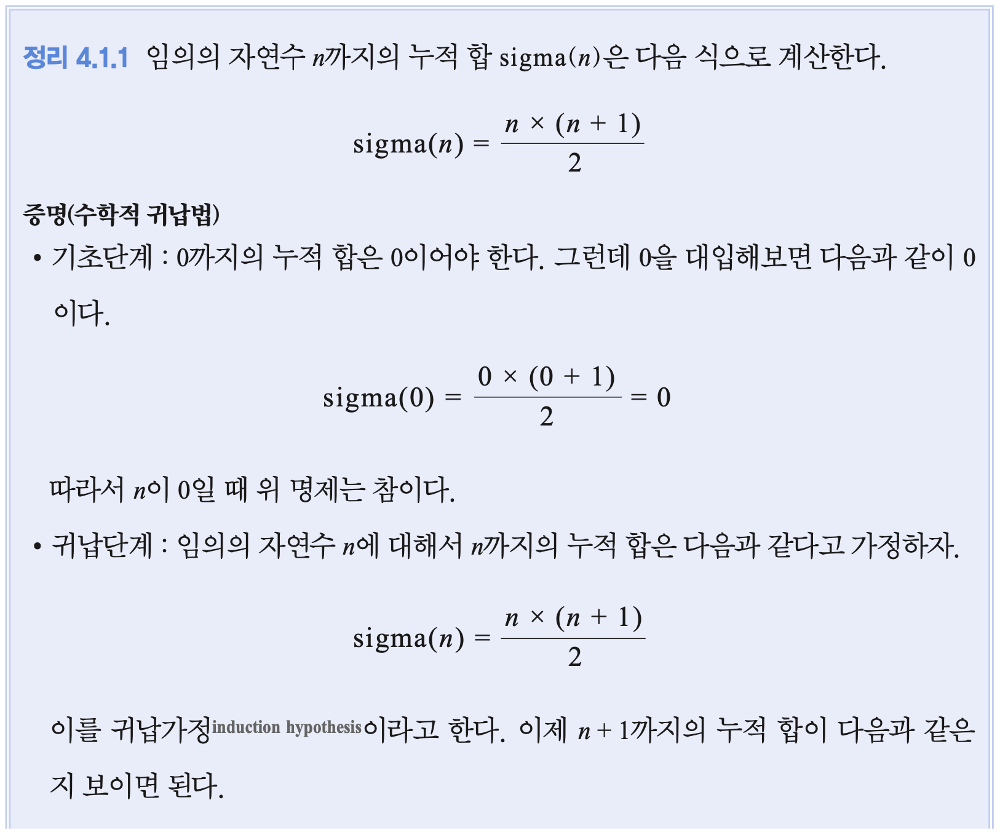 정리 4.1.1 임의의 자연수 n까지의 누적 합 sigma(n)은 다음 식으로 계산한다.
sigma(n) = n × (n + 1) / 2
증명(수학적 귀납법)
• 기초단계 : 0까지의 누적 합은 0이어야 한다. 그런데 0을 대입해보면 다음과 같이 0
이다.
sigma(0) = 0 × (0 + 1) / 2 = 0
따라서 n이 0일 때 위 명제는 참이다.
• 귀납단계 : 임의의 자연수 n에 대해서 n까지의 누적 합은 다음과 같다고 가정하자.
sigma(n) = n × (n + 1) / 2
이를 귀납가정induction hypothesis이라고 한다. 이제 n + 1까지의 누적 합이 다음과 같은
지 보이면 된다.